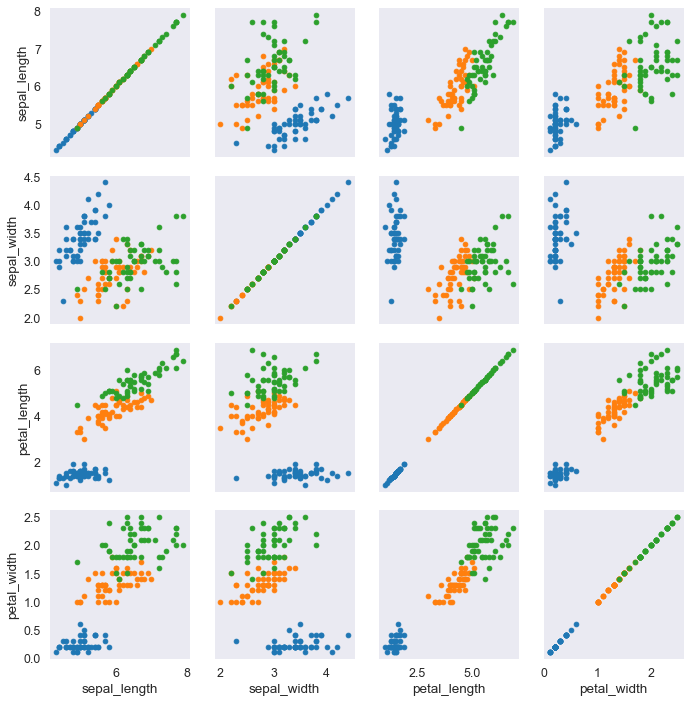 8
7
6
5
sepal_length
4.5
4.0
3.5
3.0
2.5
2.0
sepal_width
6
4
2
petal_length
2.5
2.0
1.5
1.0
0.5
0.0
petal_width
6 8
sepal_length
2 3 4
sepal_width
2.5 5.0
petal_length
0 1 2
petal_width